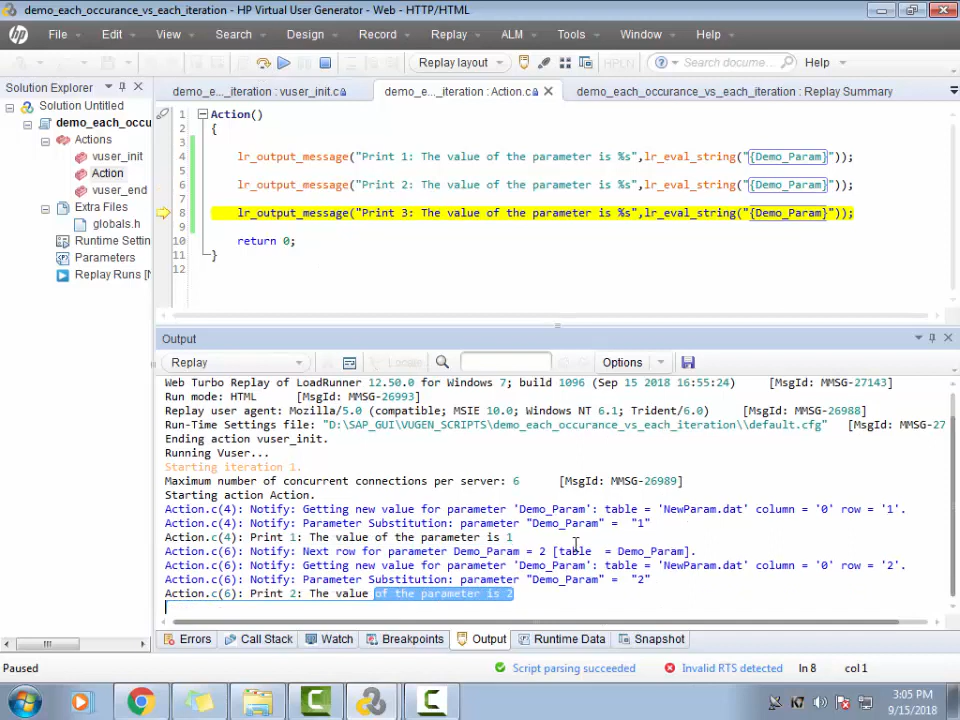 demo_each_occurance_vs_each_iteration - HP Virtual User Generator - Web - HTTP/HTML
File Edit View Search Design Record Replay ALM Tools Window Help
Replay layout HPCN Search docume... Help
Solution Explorer
demo_e..._iteration : vuser_init.c
demo_e..._iteration : Action.c
demo_each_occurance_vs_each_iteration : Replay Summary
Solution Untitled
demo_each_occu
Actions
vuser_init
Action
vuser_end
Extra Files
globals.h
Runtime Setting
Parameters
Replay Runs [N
1 Action()
2 {
3
4 lr_output_message("Print 1: The value of the parameter is %s",lr_eval_string("{Demo_Param}"));
5
6 lr_output_message("Print 2: The value of the parameter is %s",lr_eval_string("{Demo_Param}"));
7
8 lr_output_message("Print 3: The value of the parameter is %s",lr_eval_string("{Demo_Param}"));
9
10 return 0;
11 }
12
Output
Replay Locate Options
Web Turbo Replay of LoadRunner 12.50.0 for Windows 7; build 1096 (Sep 15 2018 16:55:24) [MsgId: MMSG-27143]
Run mode: HTML [MsgId: MMSG-26993]
Replay user agent: Mozilla/5.0 (compatible; MSIE 10.0; Windows NT 6.1; Trident/6.0) [MsgId: MMSG-26988]
Run-Time Settings file: "D:\SAP_GUI\VUGEN_SCRIPTS\demo_each_occurance_vs_each_iteration\\default.cfg" [MsgId: MMSG-27
Ending action vuser_init.
Running Vuser...
Starting iteration 1.
Maximum number of concurrent connections per server: 6 [MsgId: MMSG-26989]
Starting action Action.
Action.c(4): Notify: Getting new value for parameter 'Demo_Param': table = 'NewParam.dat' column = '0' row = '1'.
Action.c(4): Notify: Parameter Substitution: parameter "Demo_Param" = "1"
Action.c(4): Print 1: The value of the parameter is 1
Action.c(6): Notify: Next row for parameter Demo_Param = 2 [table = Demo_Param].
Action.c(6): Notify: Getting new value for parameter 'Demo_Param': table = 'NewParam.dat' column = '0' row = '2'.
Action.c(6): Notify: Parameter Substitution: parameter "Demo_Param" = "2"
Action.c(6): Print 2: The value of the parameter is 2
Errors Call Stack Watch Breakpoints Output Runtime Data Snapshot
Paused Script parsing succeeded Invalid RTS detected ln 8 col 1
3:05 PM
9/15/2018